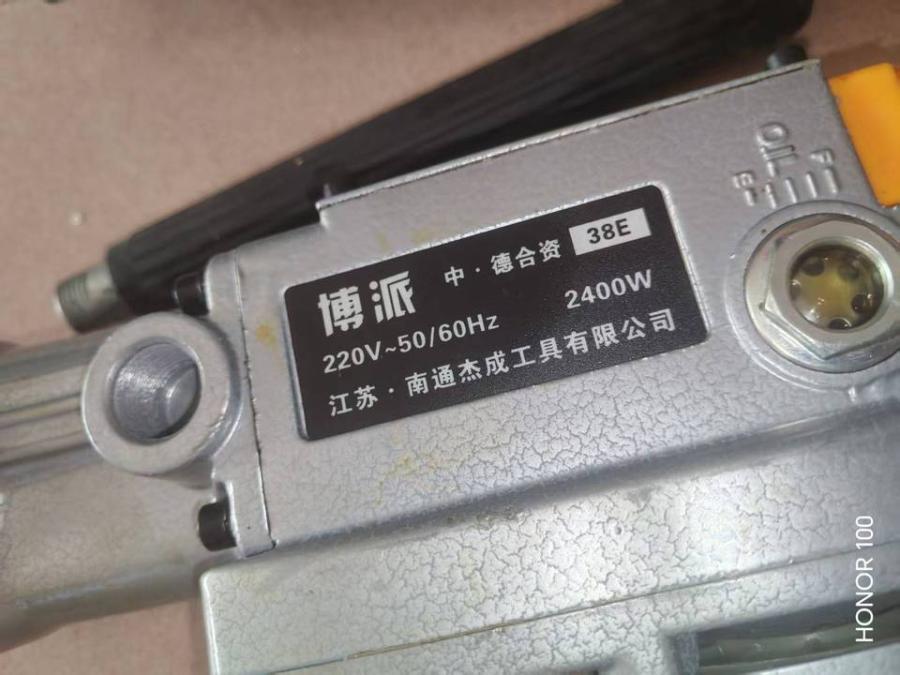 博派 中·德合资 38E
220V~50/60Hz 2400W
江苏·南通杰成工具有限公司
OIL
HONOR 100